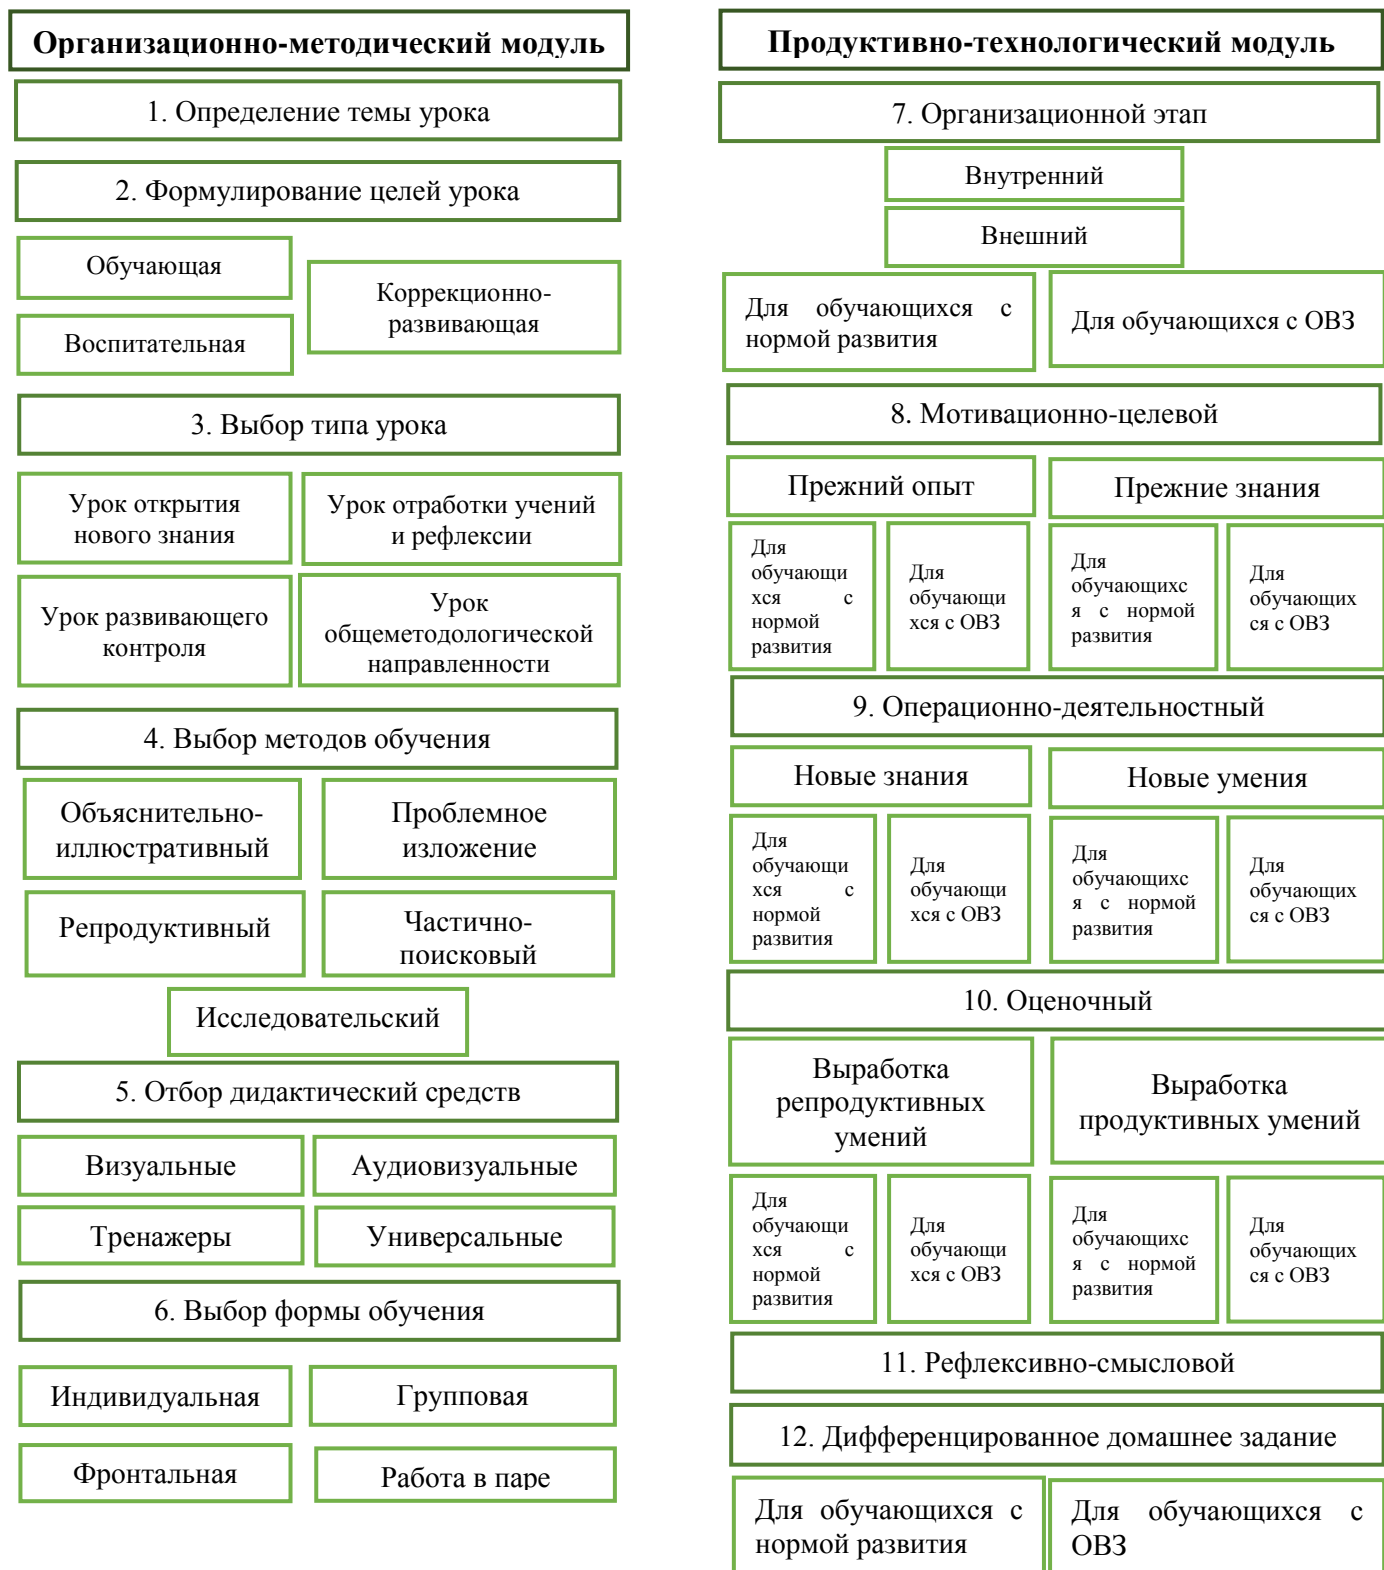 Организационно-методический модуль
1. Определение темы урока
2. Формулирование целей урока
Обучающая
Воспитательная
Коррекционно-
развивающая
3. Выбор типа урока
Урок открытия
нового знания
Урок отработки учений
и рефлексии
Урок развивающего
контроля
Урок
общеметодологической
направленности
4. Выбор методов обучения
Объяснительно-
иллюстративный
Проблемное
изложение
Репродуктивный
Частично-
поисковый
Исследовательский
5. Отбор дидактический средств
Визуальные
Аудиовизуальные
Тренажеры
Универсальные
6. Выбор формы обучения
Индивидуальная
Групповая
Фронтальная
Работа в паре
Продуктивно-технологический модуль
7. Организационной этап
Внутренний
Внешний
Для обучающихся с
нормой развития
Для обучающихся с ОВЗ
8. Мотивационно-целевой
Прежний опыт
Прежние знания
Для
обучающи
хся с
нормой
развития
Для
обучающи
хся с ОВЗ
Для
обучающихс
я с нормой
развития
Для
обучающих
ся с ОВЗ
9. Операционно-деятельностный
Новые знания
Новые умения
Для
обучающи
хся с
нормой
развития
Для
обучающи
хся с ОВЗ
Для
обучающихс
я с нормой
развития
Для
обучающих
ся с ОВЗ
10. Оценочный
Выработка
репродуктивных
умений
Выработка
продуктивных умений
Для
обучающи
хся с
нормой
развития
Для
обучающи
хся с ОВЗ
Для
обучающихс
я с нормой
развития
Для
обучающих
ся с ОВЗ
11. Рефлексивно-смысловой
12. Дифференцированное домашнее задание
Для обучающихся с
нормой развития
Для обучающихся с
ОВЗ